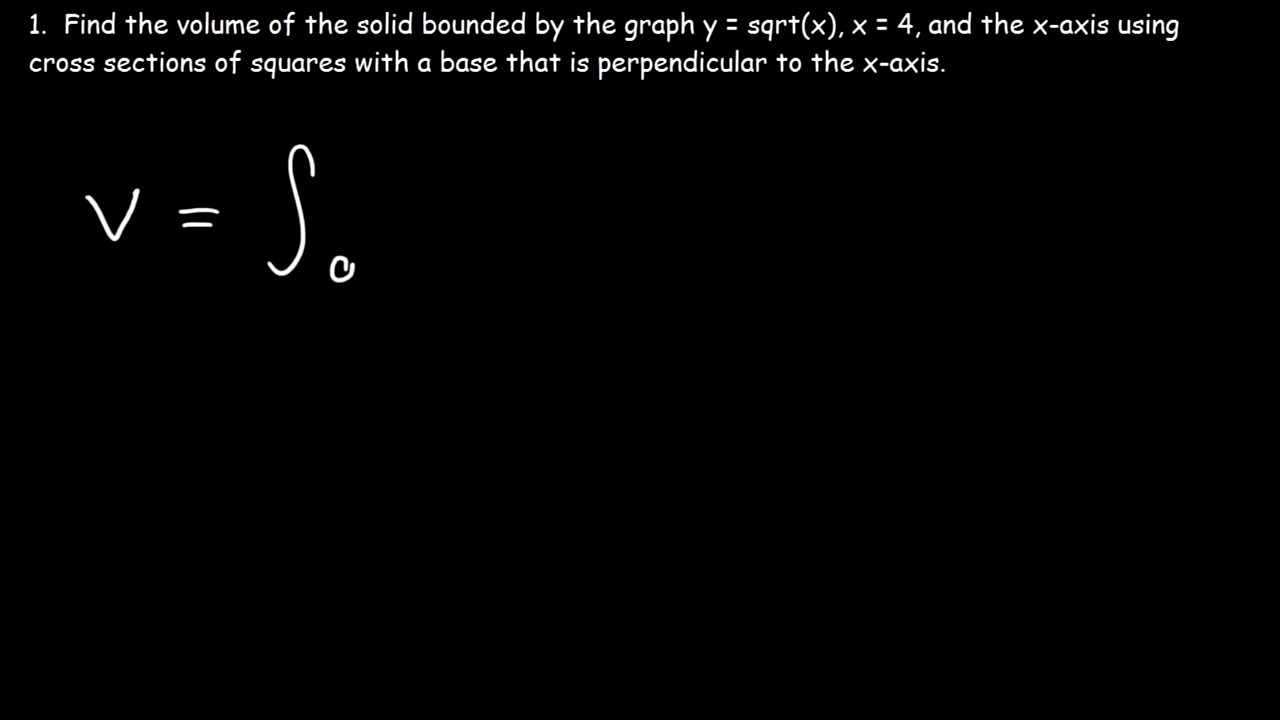 1. Find the volume of the solid bounded by the graph y = sqrt(x), x = 4, and the x-axis using
cross sections of squares with a base that is perpendicular to the x-axis.
V = ∫₀